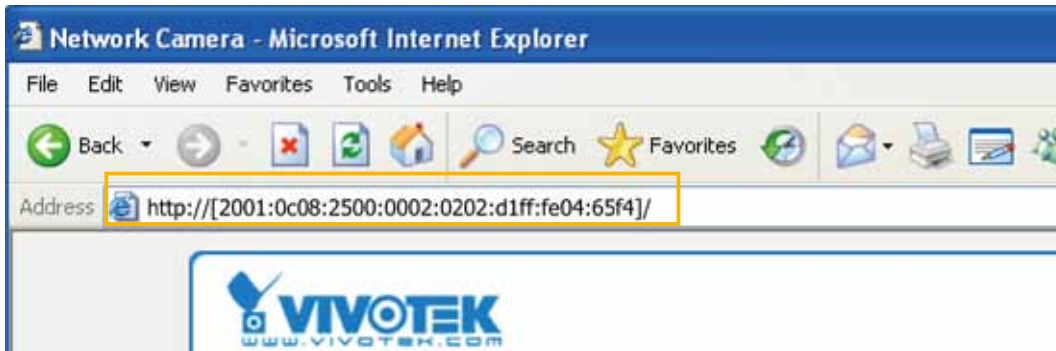 Network Camera - Microsoft Internet Explorer
File Edit View Favorites Tools Help
Back Search Favorites
Address http://[2001:0c08:2500:0002:0202:d1ff:fe04:65f4]/
VIVOTEK
WWW.VIVOTEK.COM